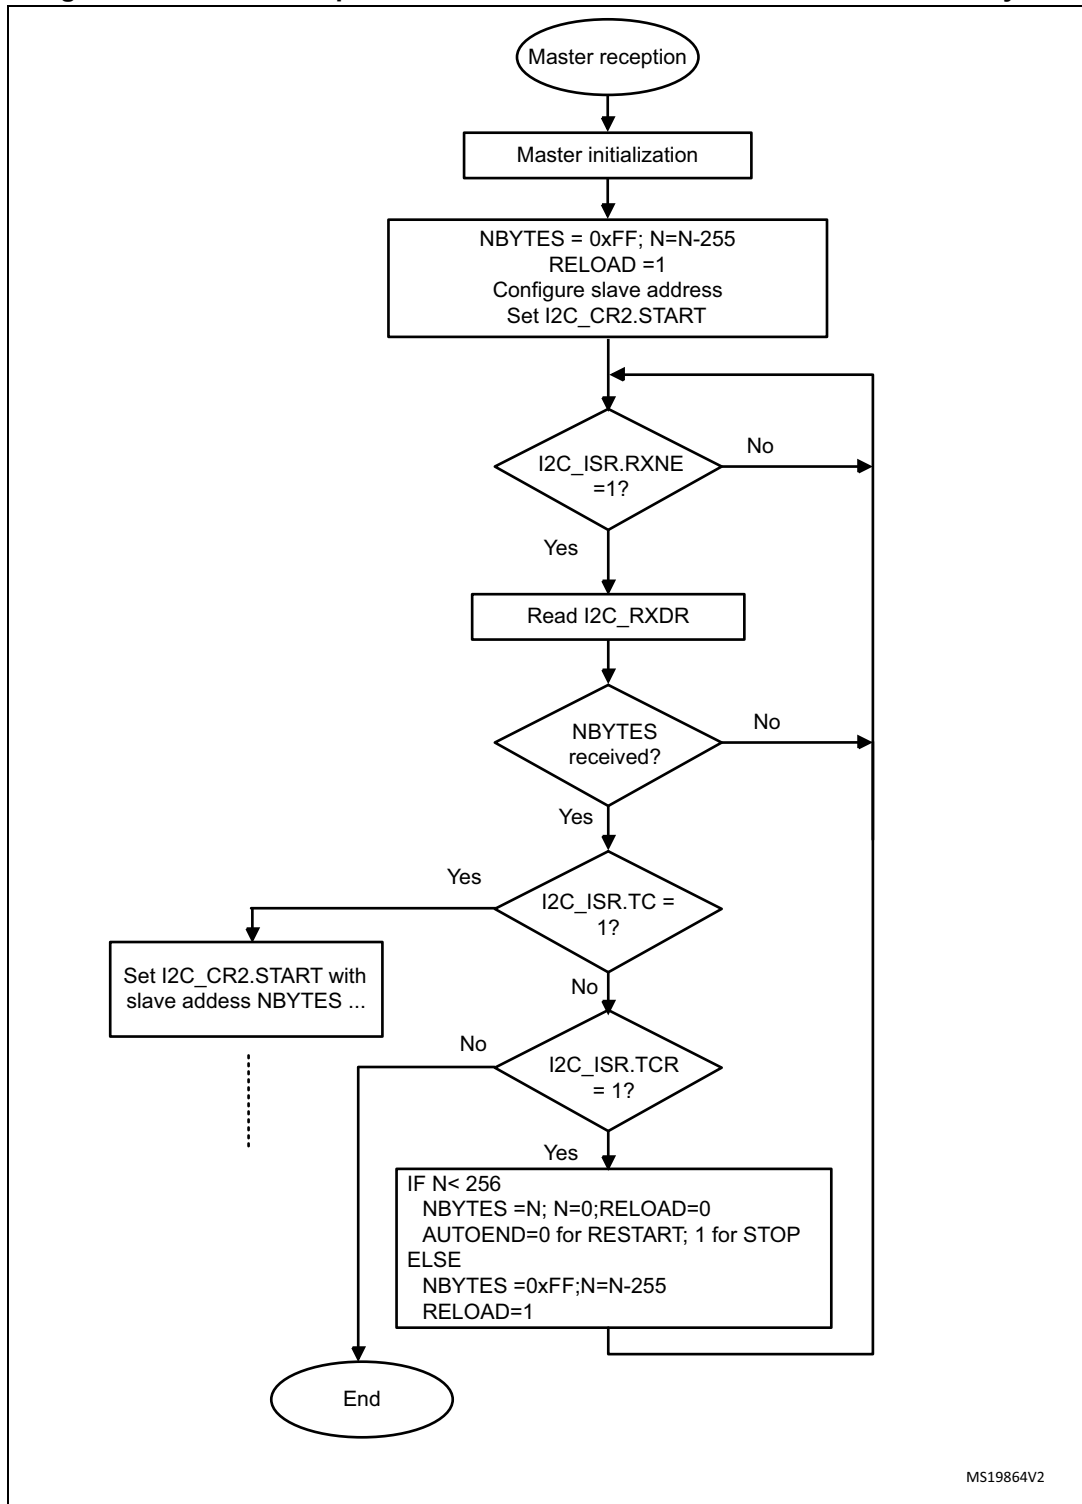 Master reception
Master initialization
NBYTES = 0xFF; N=N-255
RELOAD =1
Configure slave address
Set I2C_CR2.START
I2C_ISR.RXNE
=1?
No
Yes
Read I2C_RXDR
NBYTES
received?
No
Yes
I2C_ISR.TC =
1?
Yes
Set I2C_CR2.START with
slave addess NBYTES ...
No
I2C_ISR.TCR
= 1?
No
Yes
IF N< 256
NBYTES =N; N=0;RELOAD=0
AUTOEND=0 for RESTART; 1 for STOP
ELSE
NBYTES =0xFF;N=N-255
RELOAD=1
End
MS19864V2